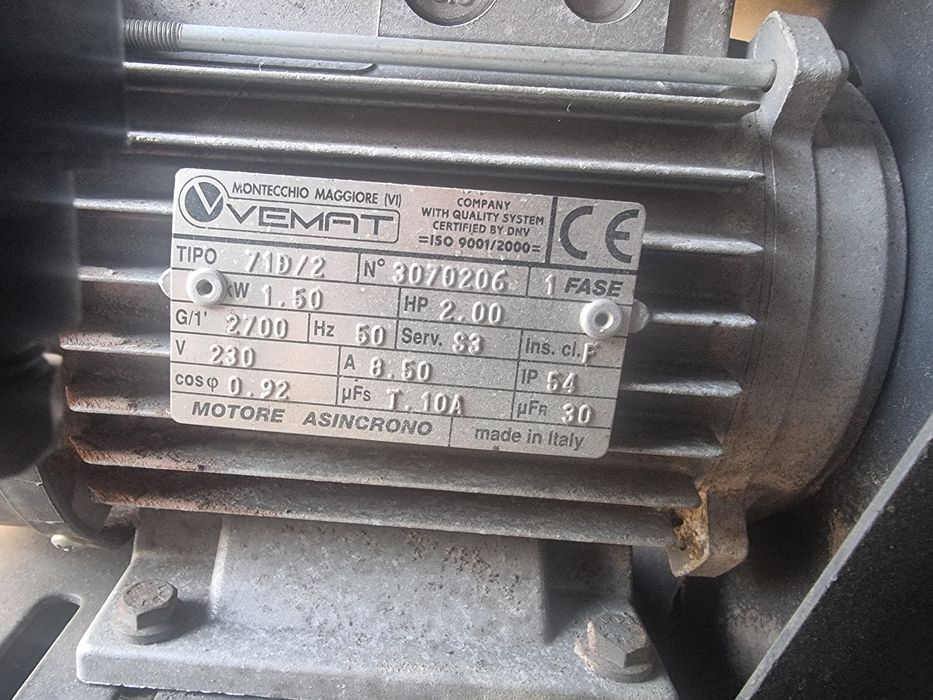 MONTECCHIO MAGGIORE (VI)
VEMAT
COMPANY
WITH QUALITY SYSTEM
CERTIFIED BY DNV
=ISO 9001/2000=
CE
TIPO 71D/2 N° 3070206 1 FASE
kW 1.50 HP 2.00
G/1' 2700 Hz 50 Serv. S3 Ins. cl. F
V 230 A 8.50 IP 54
cosφ 0.92 µFs T.10A µFR 30
MOTORE ASINCRONO made in Italy